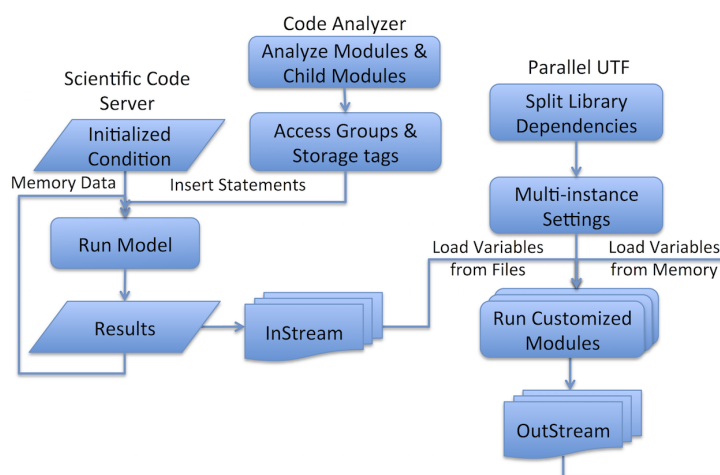 Code Analyzer
Analyze Modules &
Child Modules
Parallel UTF
Scientific Code
Server
Split Library
Dependencies
Initialized
Condition
Access Groups &
Storage tags
Memory Data
Insert Statements
Multi-instance
Settings
Run Model
Load Variables
from Files
Load Variables
from Memory
Results
InStream
Run Customized
Modules
OutStream